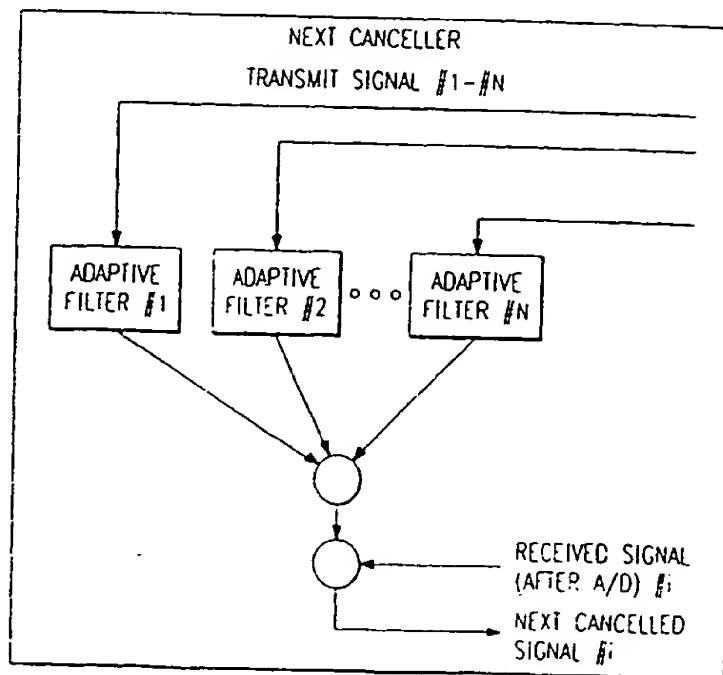 NEXT CANCELLER
TRANSMIT SIGNAL #1-#N
ADAPTIVE
FILTER #1
ADAPTIVE
FILTER #2
ADAPTIVE
FILTER #N
RECEIVED SIGNAL
(AFTER A/D) #i
NEXT CANCELLED
SIGNAL #i